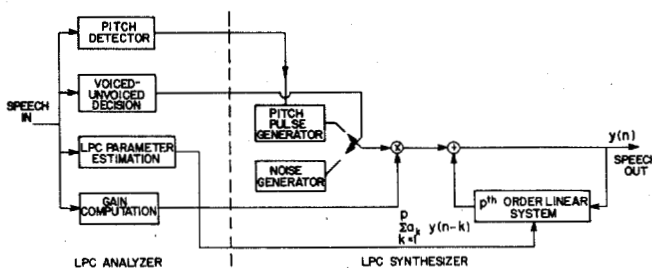 PITCH
DETECTOR
VOICED-
UNVOICED
DECISION
SPEECH
IN
LPC PARAMETER
ESTIMATION
GAIN
COMPUTATION
LPC ANALYZER
PITCH
PULSE
GENERATOR
NOISE
GENERATOR
×
+
y(n)
SPEECH
OUT
pth ORDER LINEAR
SYSTEM
p
Σak y(n-k)
k=1
LPC SYNTHESIZER